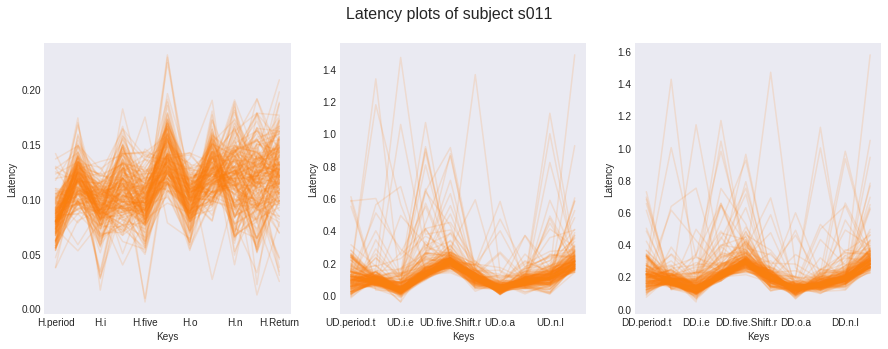 Latency plots of subject s011
Latency
0.20
0.15
0.10
0.05
0.00
H.period H.i H.five H.o H.n H.Return
Keys
Latency
1.4
1.2
1.0
0.8
0.6
0.4
0.2
0.0
UD.period.t UD.i.e UD.five.Shift.r UD.o.a UD.n.l
Keys
Latency
1.6
1.4
1.2
1.0
0.8
0.6
0.4
0.2
0.0
DD.period.t DD.i.e DD.five.Shift.r DD.o.a DD.n.l
Keys